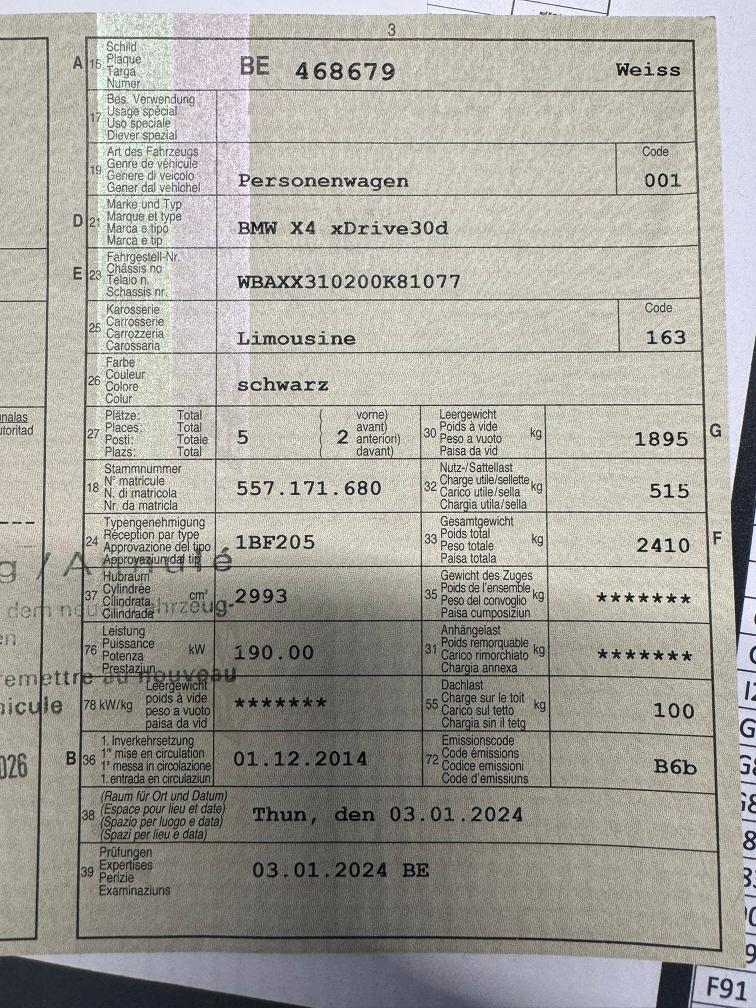 3
A 15 Schild
Plaque
Targa
Numer
BE 468679 Weiss
17 Bes. Verwendung
Usage spécial
Uso speciale
Diever spezial
19 Art des Fahrzeugs
Genre de véhicule
Genere di veicolo
Gener dal vehichel
Personenwagen
Code
001
D 21 Marke und Typ
Marque et type
Marca e tipo
Marca e tip
BMW X4 xDrive30d
E 23 Fahrgestell-Nr.
Châssis no
Telaio n.
Schassis nr.
WBAXX310200K81077
25 Karosserie
Carrosserie
Carrozzeria
Carossaria
Limousine
Code
163
26 Farbe
Couleur
Colore
Colur
schwarz
27 Plätze: Total
Places: Total
Posti: Totale
Plazs: Total
5
( vorne)
( avant)
2 anteriori)
( davant)
30 Leergewicht
Poids à vide
Peso a vuoto
Paisa da vid
kg
1895 G
18 Stammnummer
N° matricule
N. di matricola
Nr. da matricla
557.171.680
32 Nutz-/Sattellast
Charge utile/sellette
Carico utile/sella
Chargia utila/sella
kg
515
24 Typengenehmigung
Réception par type
Approvazione del tipo
Approvaziun dal tip
1BF205
33 Gesamtgewicht
Poids total
Peso totale
Paisa totala
kg
2410 F
37 Hubraum
Cylindrée
Cilindrata
Cilindrada
cm³
2993
35 Gewicht des Zuges
Poids de l'ensemble
Peso del convoglio
Paisa cumposiziun
kg
*******
76 Leistung
Puissance
Potenza
Prestaziun
kW
190.00
31 Anhängelast
Poids remorquable
Carico rimorchiato
Chargia annexa
kg
*******
78 kW/kg
Leergewicht
poids à vide
peso a vuoto
paisa da vid
*******
55 Dachlast
Charge sur le toit
Carico sul tetto
Chargia sin il tetg
kg
100
B 36 1. Inverkehrsetzung
1re mise en circulation
1a messa in circolazione
1. entrada en circulaziun
01.12.2014
72 Emissionscode
Code émissions
Codice emissioni
Code d'emissiuns
B6b
38 (Raum für Ort und Datum)
(Espace pour lieu et date)
(Spazio per luogo e data)
(Spazi per lieu e data)
Thun, den 03.01.2024
39 Prüfungen
Expertises
Perizie
Examinaziuns
03.01.2024 BE
dem neuen Fahrzeug-
remettre au nouveau
026
F91